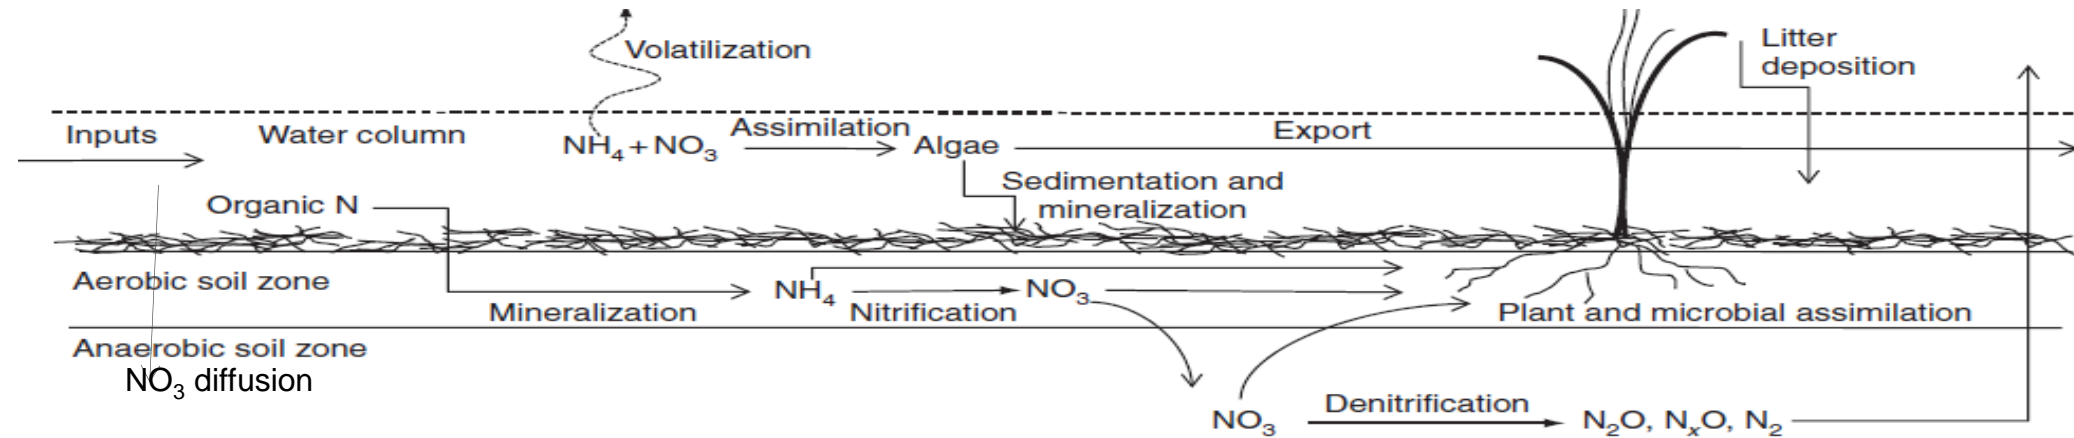 Volatilization
Litter
deposition
Inputs
Water column
NH₄ + NO₃
Assimilation
Algae
Export
Organic N
Sedimentation and
mineralization
Aerobic soil zone
Mineralization
NH₄
Nitrification
NO₃
Plant and microbial assimilation
Anaerobic soil zone
NO₃ diffusion
NO₃
Denitrification
N₂O, NₓO, N₂